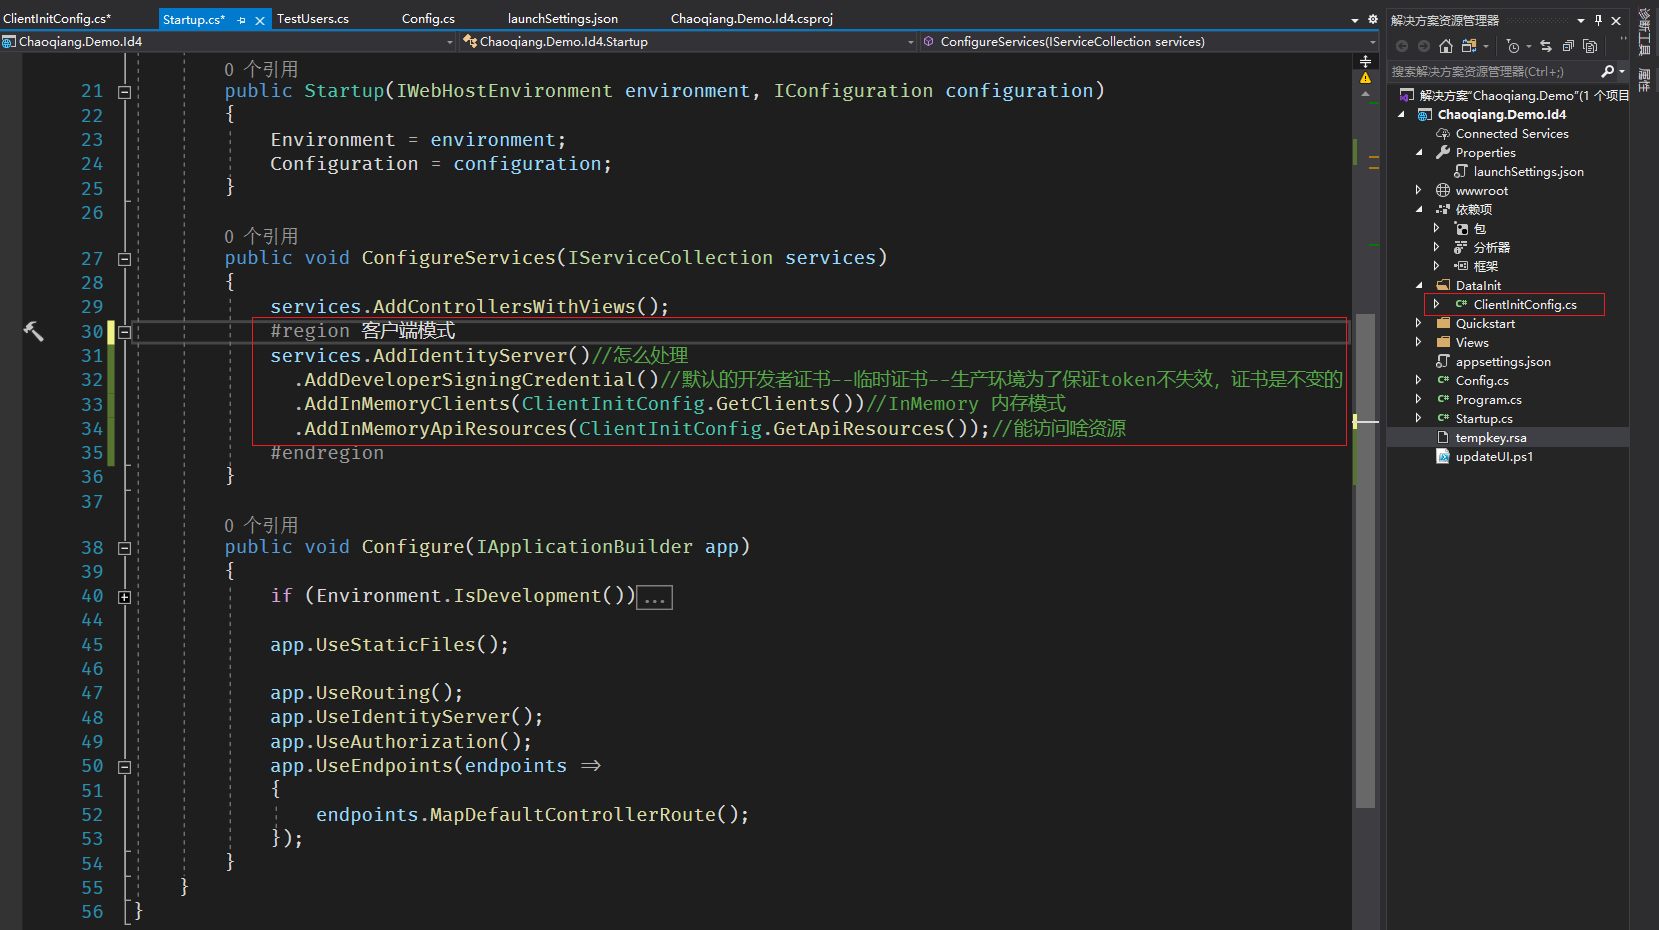 ClientInitConfig.cs*
Startup.cs*
TestUsers.cs
Config.cs
launchSettings.json
Chaoqiang.Demo.Id4.csproj
Chaoqiang.Demo.Id4
Chaoqiang.Demo.Id4.Startup
ConfigureServices(IServiceCollection services)
0 个引用
21 public Startup(IWebHostEnvironment environment, IConfiguration configuration)
22 {
23 Environment = environment;
24 Configuration = configuration;
25 }
26
0 个引用
27 public void ConfigureServices(IServiceCollection services)
28 {
29 services.AddControllersWithViews();
30 #region 客户端模式
31 services.AddIdentityServer()//怎么处理
32 .AddDeveloperSigningCredential()//默认的开发者证书--临时证书--生产环境为了保证token不失效，证书是不变的
33 .AddInMemoryClients(ClientInitConfig.GetClients())//InMemory 内存模式
34 .AddInMemoryApiResources(ClientInitConfig.GetApiResources());//能访问啥资源
35 #endregion
36 }
37
0 个引用
38 public void Configure(IApplicationBuilder app)
39 {
40 if (Environment.IsDevelopment())...
44
45 app.UseStaticFiles();
46
47 app.UseRouting();
48 app.UseIdentityServer();
49 app.UseAuthorization();
50 app.UseEndpoints(endpoints =>
51 {
52 endpoints.MapDefaultControllerRoute();
53 });
54 }
55 }
56 }
解决方案资源管理器
搜索解决方案资源管理器(Ctrl+;)
解决方案"Chaoqiang.Demo"(1 个项目
Chaoqiang.Demo.Id4
Connected Services
Properties
launchSettings.json
wwwroot
依赖项
包
分析器
框架
DataInit
C# ClientInitConfig.cs
Quickstart
Views
appsettings.json
C# Config.cs
C# Program.cs
C# Startup.cs
tempkey.rsa
updateUI.ps1
诊断工具
属性